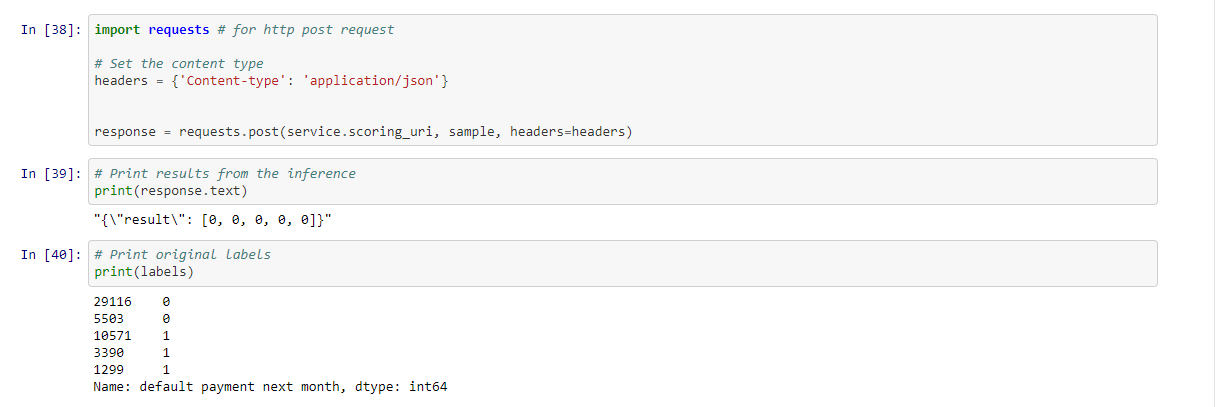 In [38]: import requests # for http post request
# Set the content type
headers = {'Content-type': 'application/json'}
response = requests.post(service.scoring_uri, sample, headers=headers)
In [39]: # Print results from the inference
print(response.text)
"{\"result\": [0, 0, 0, 0, 0]}"
In [40]: # Print original labels
print(labels)
29116    0
5503     0
10571    1
3390     1
1299     1
Name: default payment next month, dtype: int64